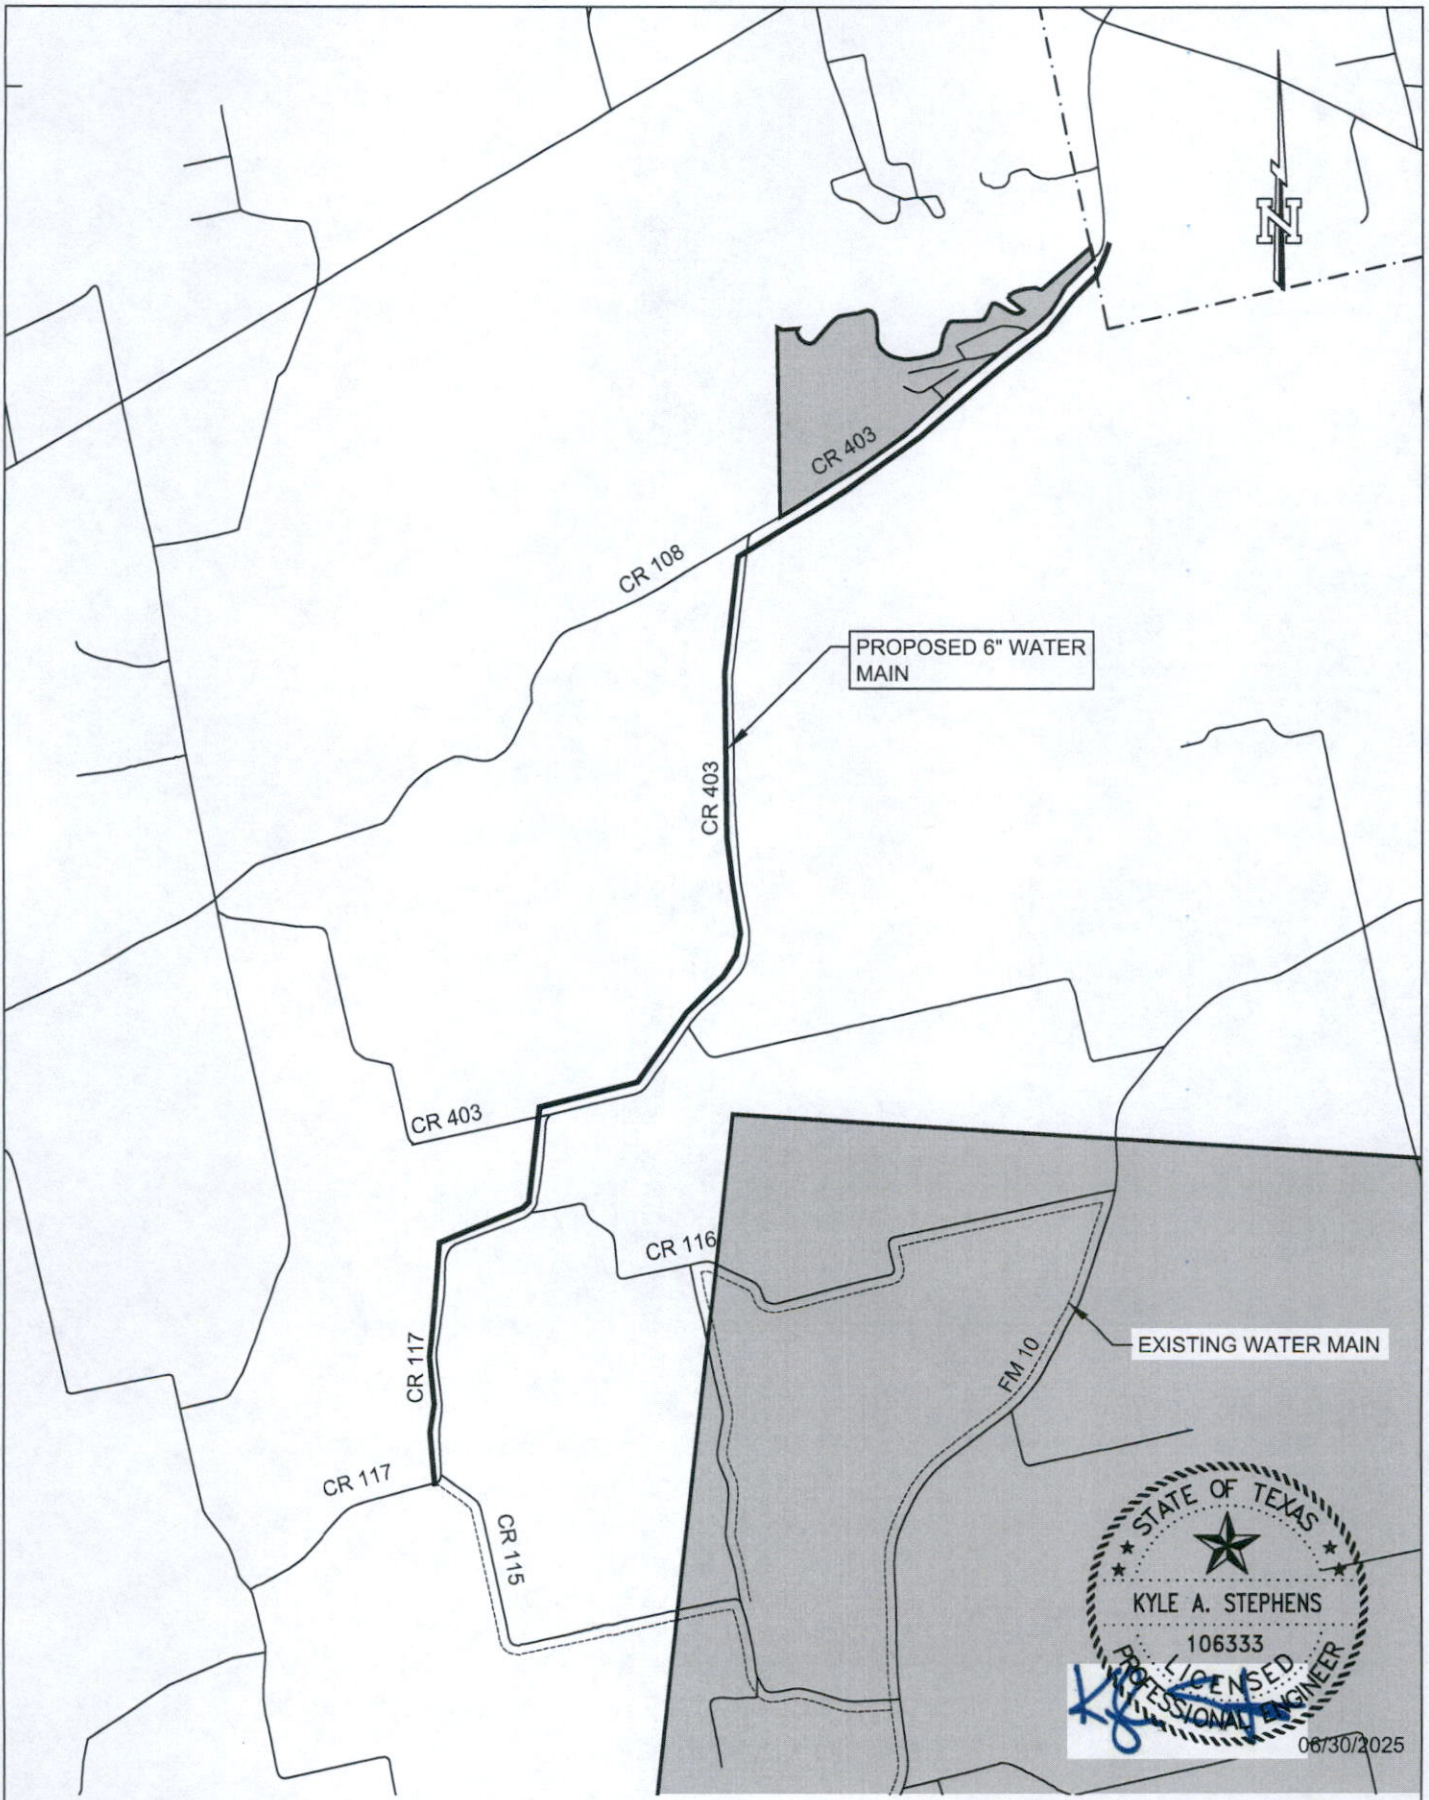 N
CR 403
CR 108
PROPOSED 6" WATER
MAIN
CR 403
CR 403
CR 116
CR 117
EXISTING WATER MAIN
FM 10
CR 117
CR 115
STATE OF TEXAS
KYLE A. STEPHENS
106333
LICENSED
PROFESSIONAL ENGINEER
06/30/2025